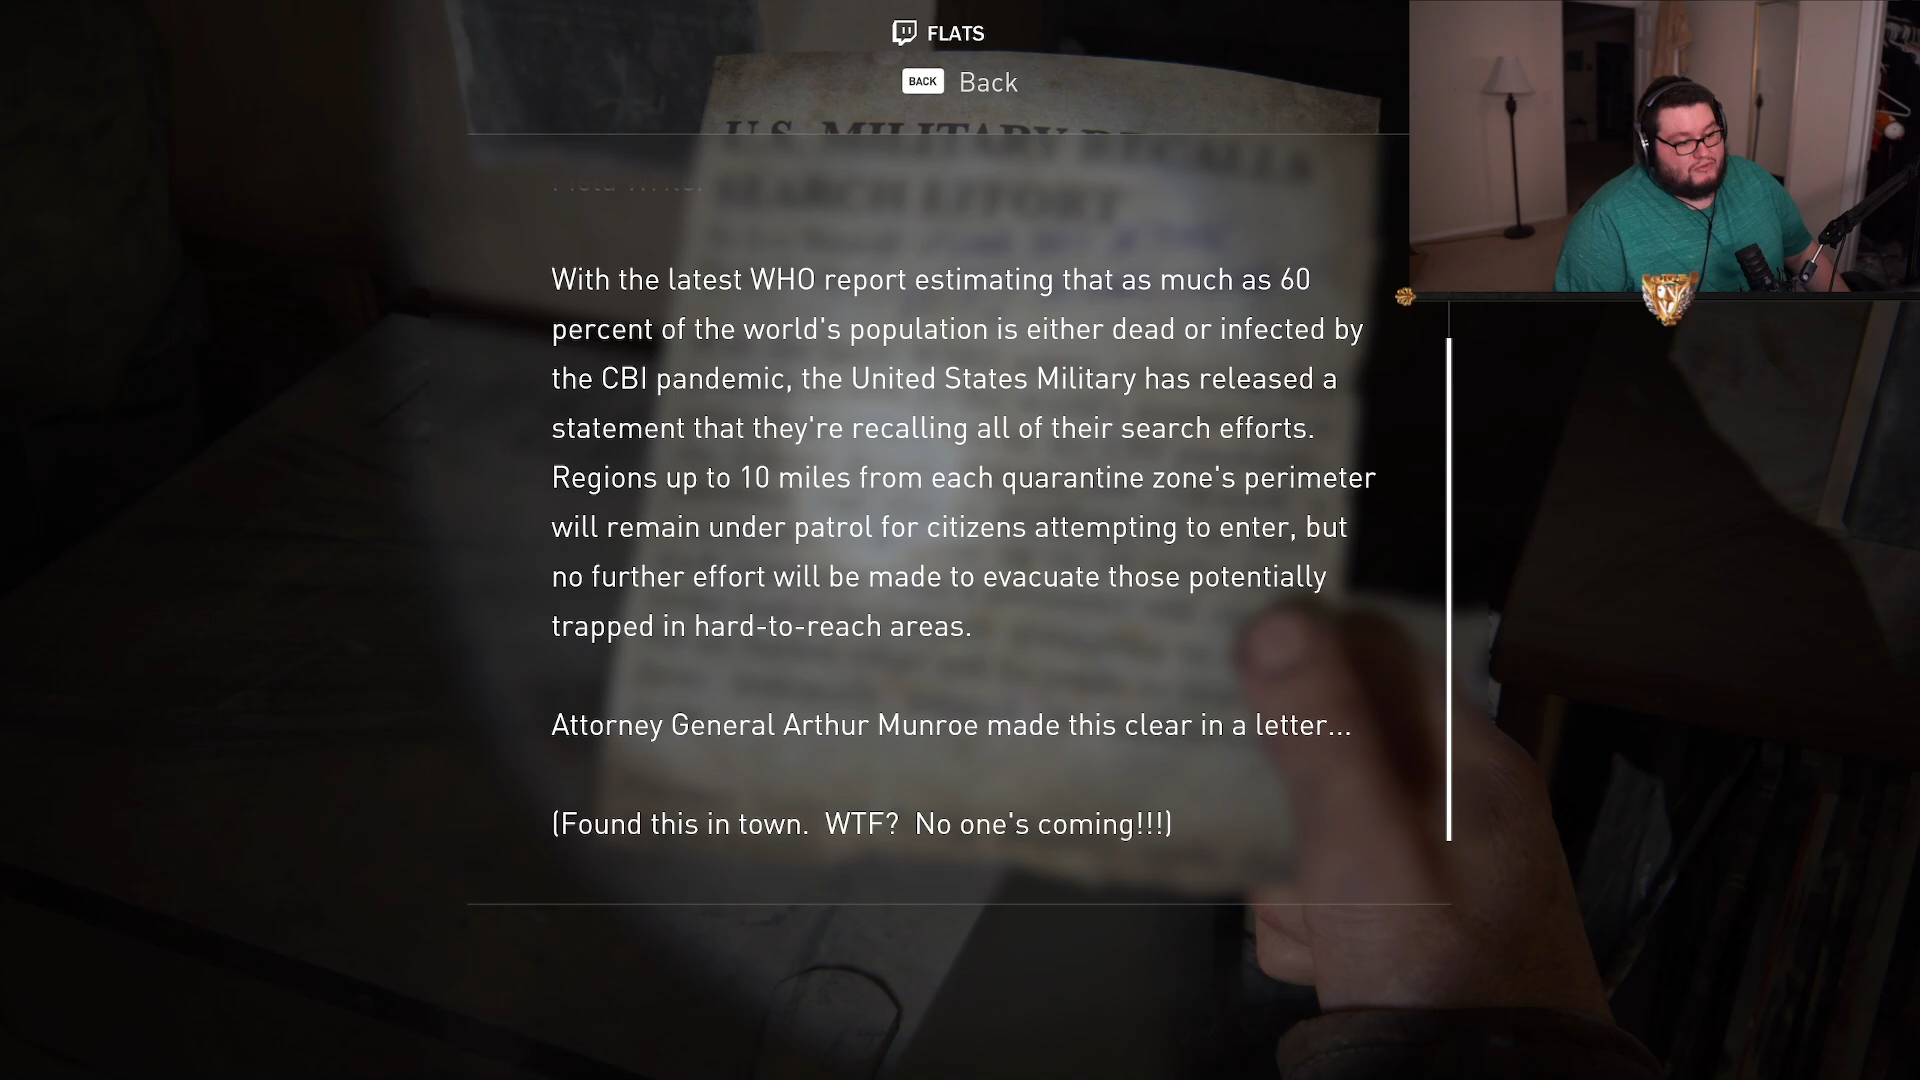 FLATS
BACK Back
U.S. MILITARY RECALLS
SEARCH EFFORT
With the latest WHO report estimating that as much as 60
percent of the world's population is either dead or infected by
the CBI pandemic, the United States Military has released a
statement that they're recalling all of their search efforts.
Regions up to 10 miles from each quarantine zone's perimeter
will remain under patrol for citizens attempting to enter, but
no further effort will be made to evacuate those potentially
trapped in hard-to-reach areas.
Attorney General Arthur Munroe made this clear in a letter...
(Found this in town.  WTF?  No one's coming!!!)